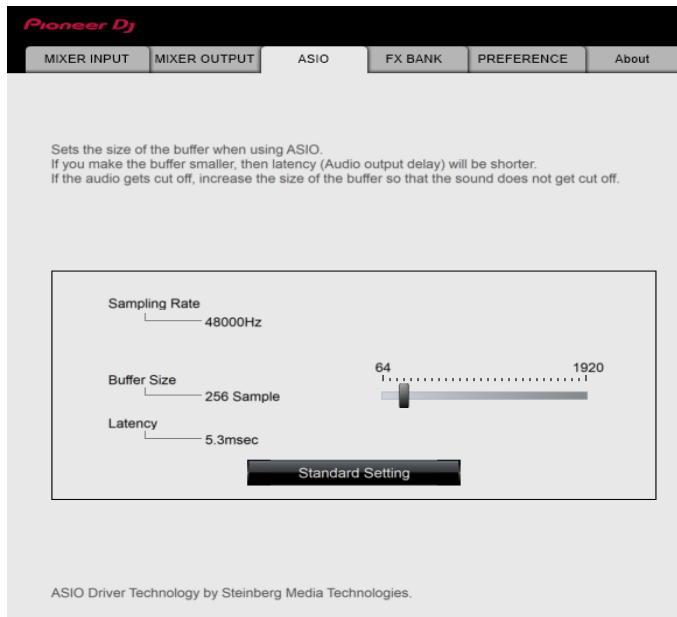 Pioneer Dj
MIXER INPUT MIXER OUTPUT ASIO FX BANK PREFERENCE About
Sets the size of the buffer when using ASIO.
If you make the buffer smaller, then latency (Audio output delay) will be shorter.
If the audio gets cut off, increase the size of the buffer so that the sound does not get cut off.
Sampling Rate
48000Hz
64 1920
Buffer Size
256 Sample
Latency
5.3msec
Standard Setting
ASIO Driver Technology by Steinberg Media Technologies.